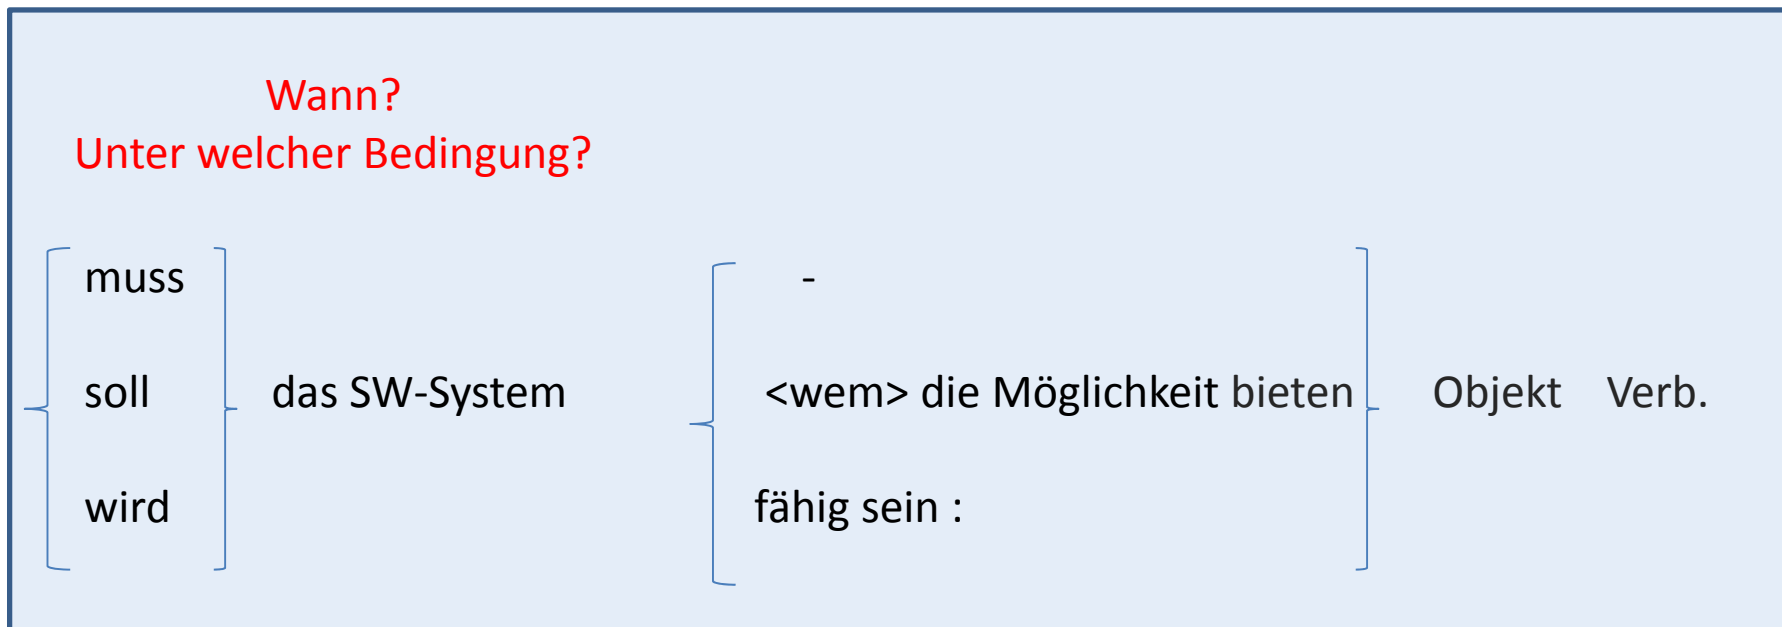 Wann?
Unter welcher Bedingung?
muss -
soll das SW-System <wem> die Möglichkeit bieten Objekt Verb.
wird fähig sein :